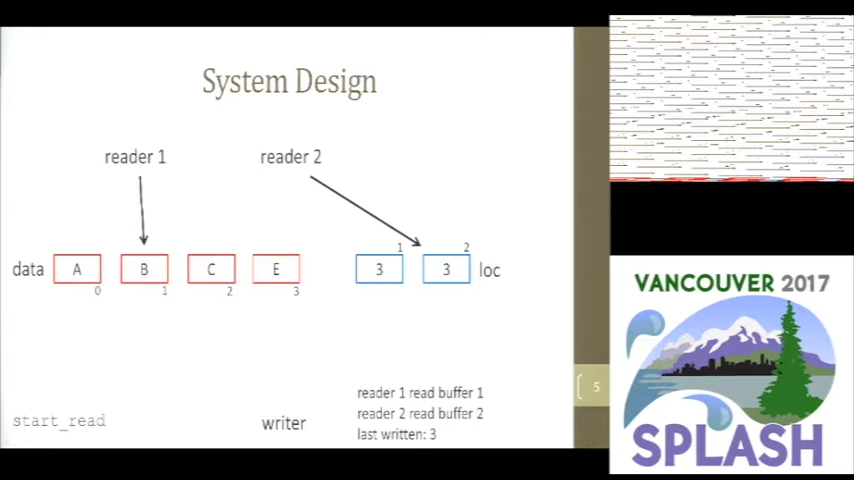 System Design
reader 1
reader 2
data
A
B
C
E
0
1
2
3
3
1
3
2
loc
start_read
writer
reader 1 read buffer 1
reader 2 read buffer 2
last written: 3
5
VANCOUVER 2017
SPLASH